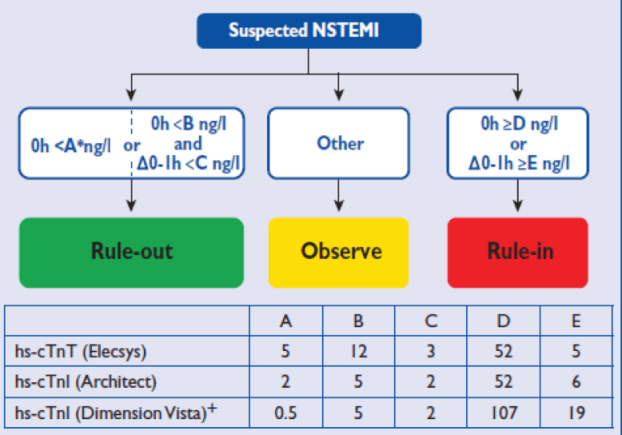 Suspected NSTEMI
0h <A*ng/l or
0h <B ng/l
and
Δ0-1h <C ng/l
Other
0h ≥D ng/l
or
Δ0-1h ≥E ng/l
Rule-out
Observe
Rule-in
A B C D E
hs-cTnT (Elecsys) 5 12 3 52 5
hs-cTnI (Architect) 2 5 2 52 6
hs-cTnI (Dimension Vista)+ 0.5 5 2 107 19